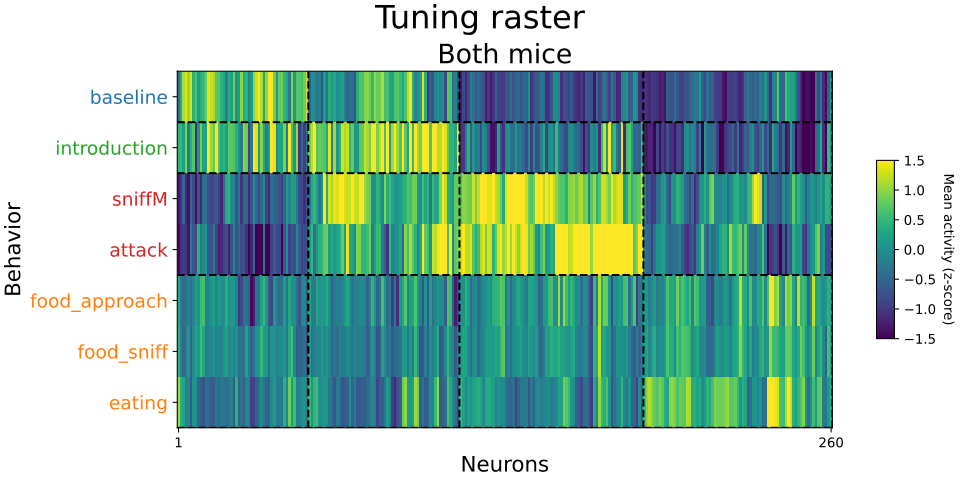 Tuning raster
Both mice
Behavior
baseline
introduction
sniffM
attack
food_approach
food_sniff
eating
1
260
Neurons
1.5
1.0
0.5
0.0
−0.5
−1.0
−1.5
Mean activity (z-score)